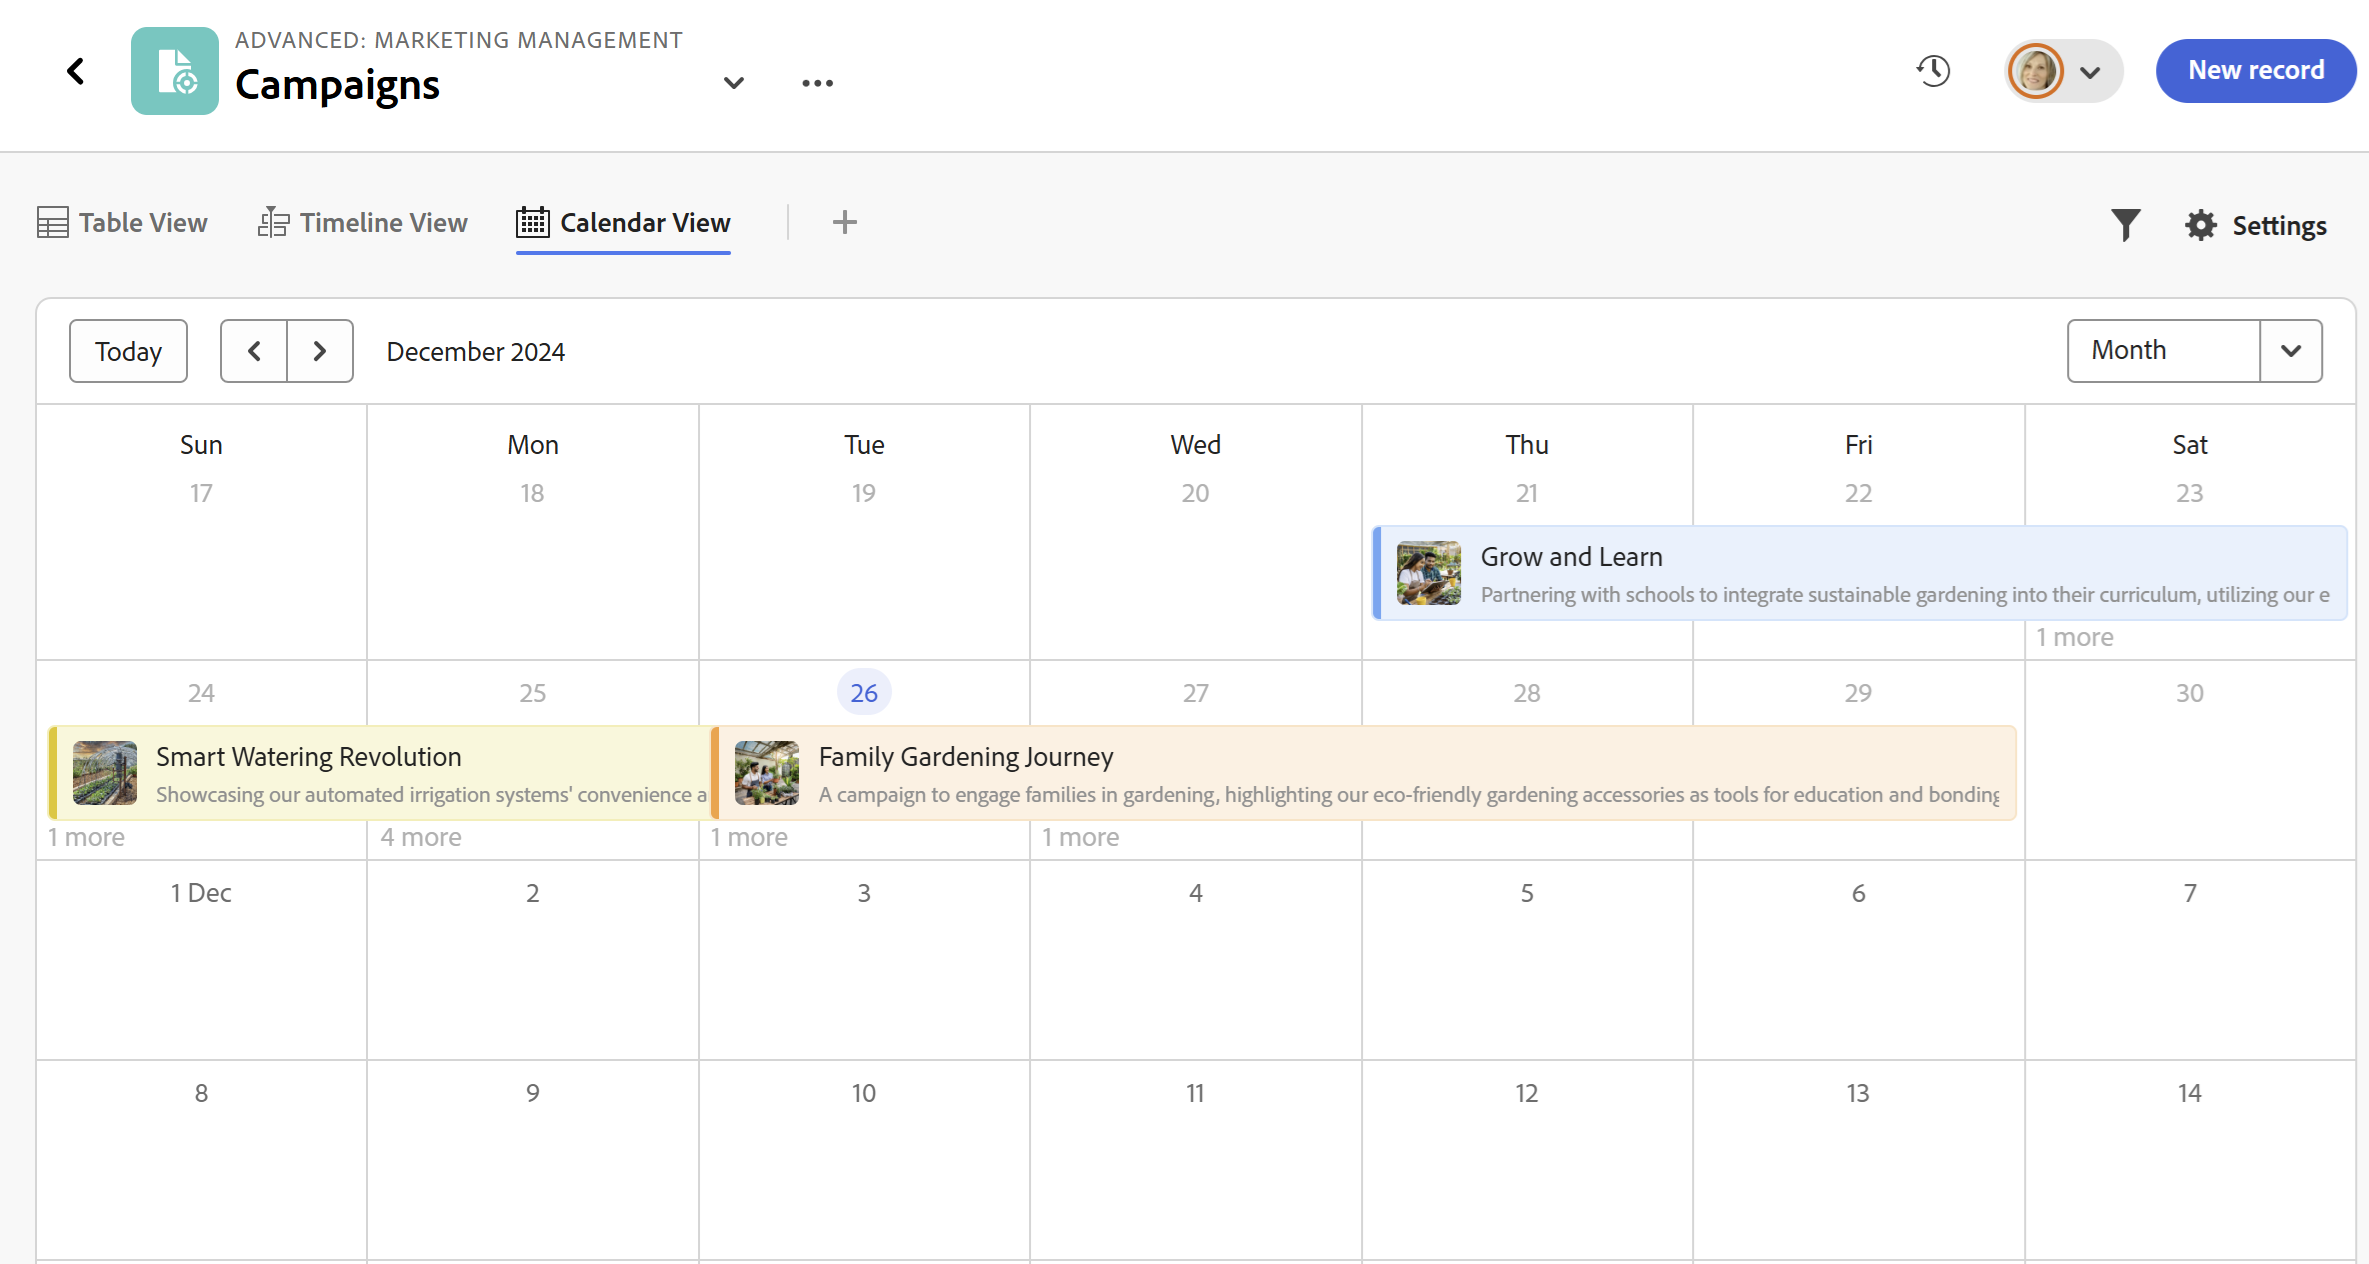 ADVANCED: MARKETING MANAGEMENT
Campaigns
New record
Table View
Timeline View
Calendar View
Settings
Today
December 2024
Month
Sun Mon Tue Wed Thu Fri Sat
17 18 19 20 21 22 23
Grow and Learn
Partnering with schools to integrate sustainable gardening into their curriculum, utilizing our e
1 more
24 25 26 27 28 29 30
Smart Watering Revolution
Showcasing our automated irrigation systems' convenience a
Family Gardening Journey
A campaign to engage families in gardening, highlighting our eco-friendly gardening accessories as tools for education and bonding
1 more 4 more 1 more 1 more
1 Dec 2 3 4 5 6 7
8 9 10 11 12 13 14